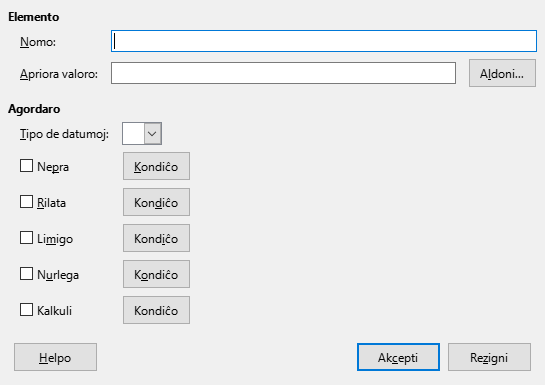 Elemento
Nomo:
Apriora valoro:
Aldoni...
Agordaro
Tipo de datumoj:
Nepra Kondiĉo
Rilata Kondiĉo
Limigo Kondiĉo
Nurlega Kondiĉo
Kalkuli Kondiĉo
Helpo Akcepti Rezigni